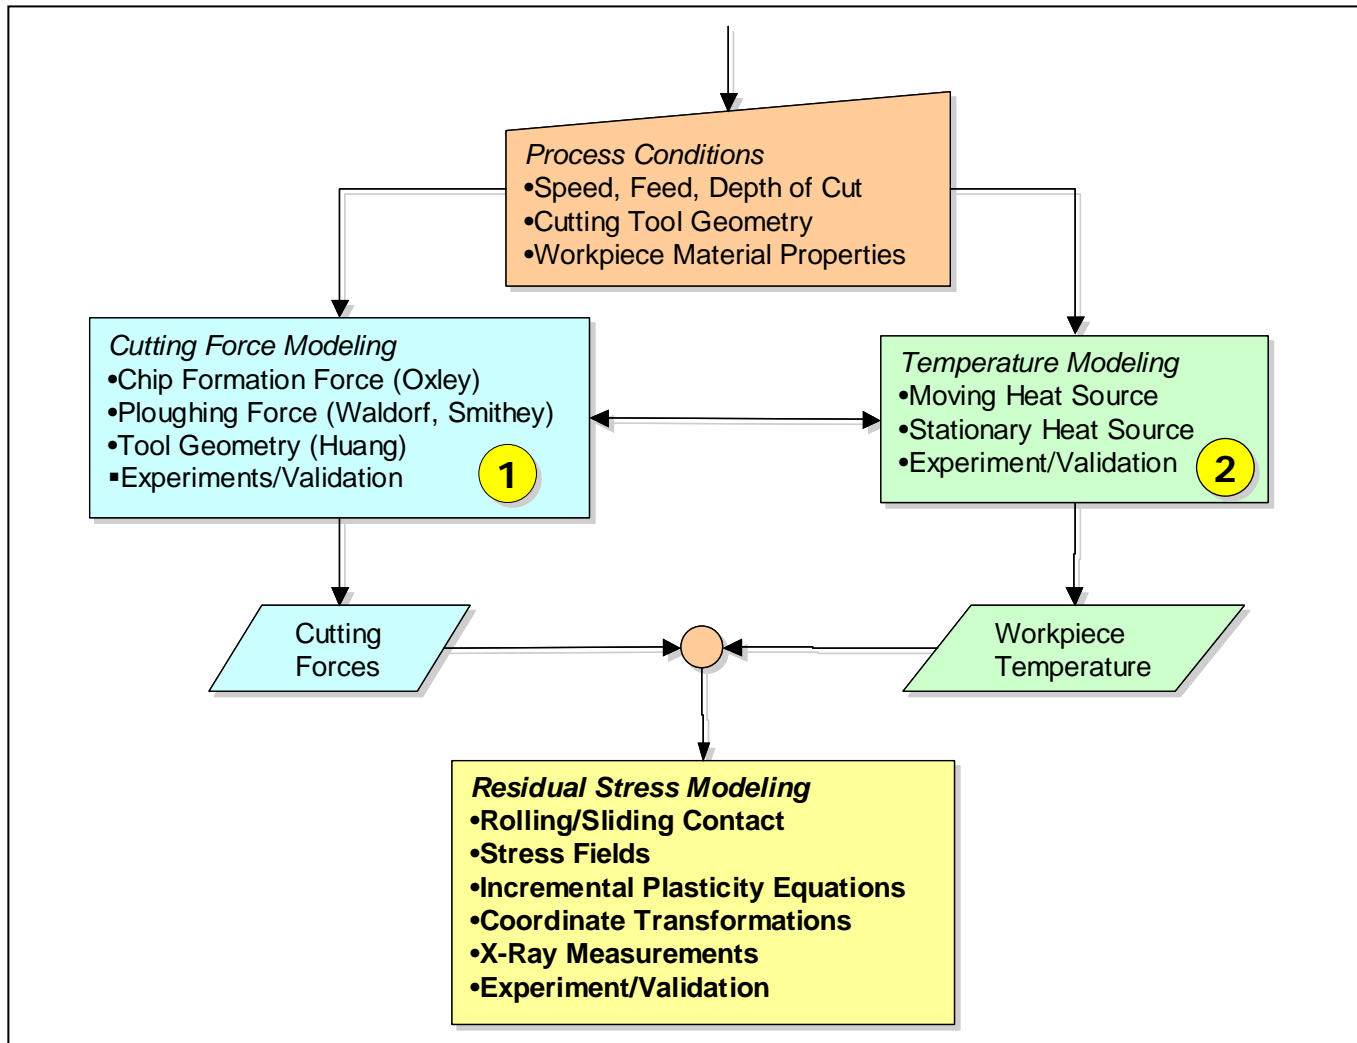 Process Conditions
•Speed, Feed, Depth of Cut
•Cutting Tool Geometry
•Workpiece Material Properties
Cutting Force Modeling
•Chip Formation Force (Oxley)
•Ploughing Force (Waldorf, Smithey)
•Tool Geometry (Huang)
▪Experiments/Validation
1
Temperature Modeling
•Moving Heat Source
•Stationary Heat Source
•Experiment/Validation
2
Cutting
Forces
Workpiece
Temperature
Residual Stress Modeling
•Rolling/Sliding Contact
•Stress Fields
•Incremental Plasticity Equations
•Coordinate Transformations
•X-Ray Measurements
•Experiment/Validation